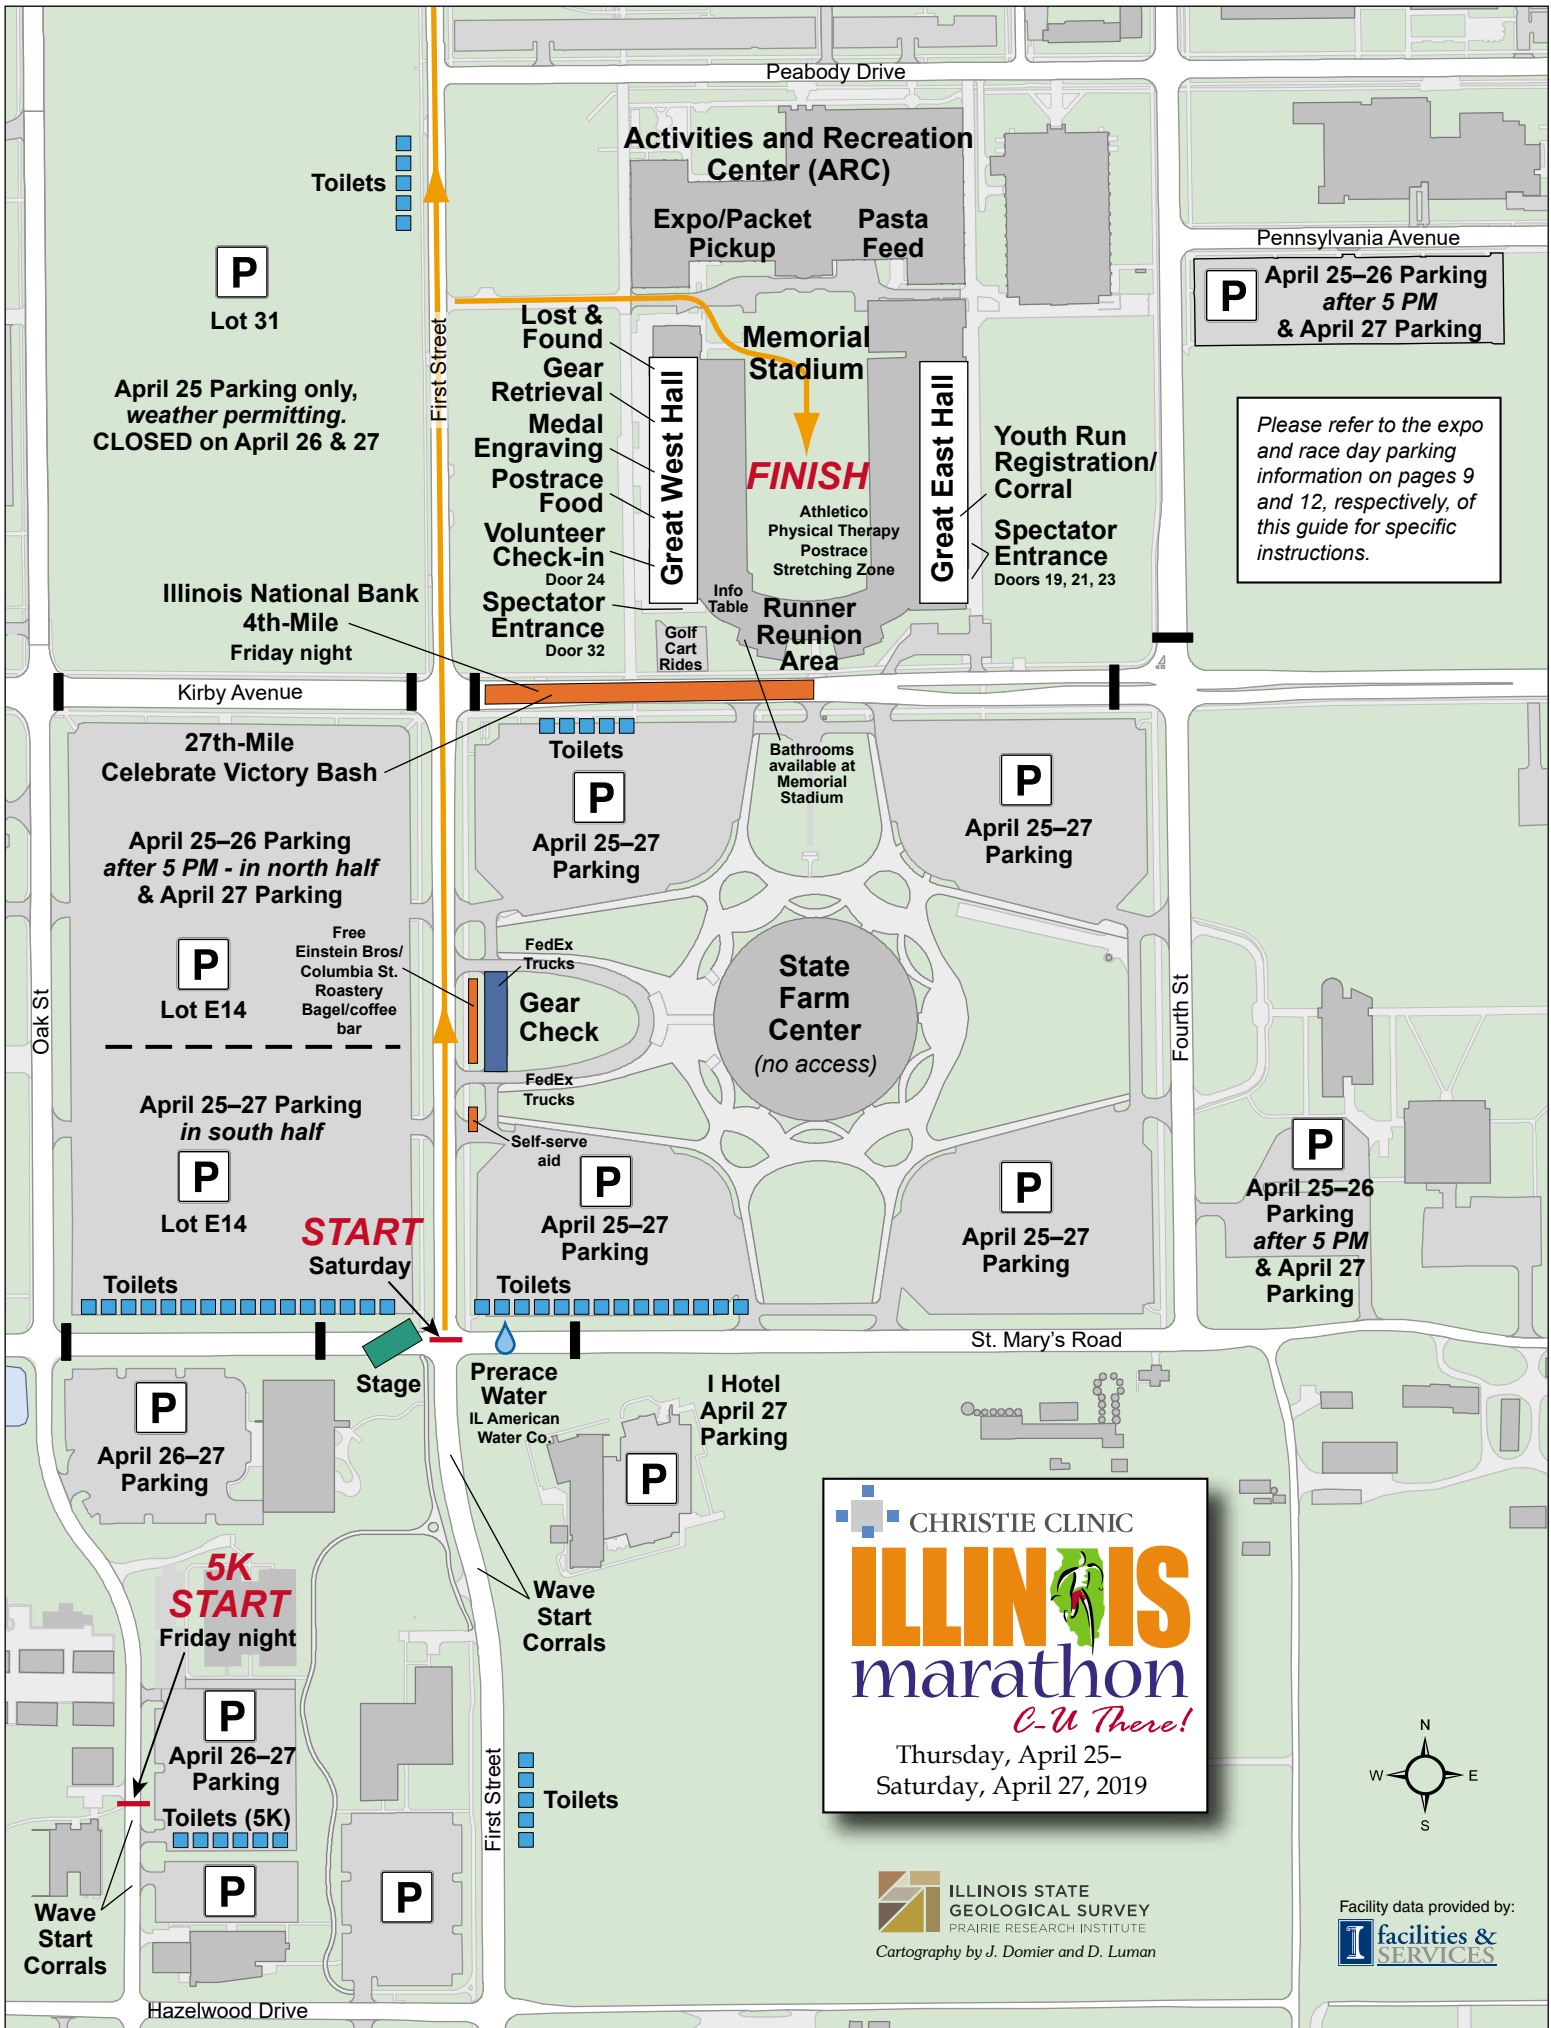 Peabody Drive
Activities and Recreation
Center (ARC)
Toilets
Expo/Packet
Pickup
Pasta
Feed
Pennsylvania Avenue
P
April 25–26 Parking
after 5 PM
& April 27 Parking
P
Lot 31
First Street
April 25 Parking only,
weather permitting.
CLOSED on April 26 & 27
Lost &
Found
Gear
Retrieval
Medal
Engraving
Postrace
Food
Volunteer
Check-in
Door 24
Spectator
Entrance
Door 32
Great West Hall
Memorial
Stadium
FINISH
Athletico
Physical Therapy
Postrace
Stretching Zone
Great East Hall
Youth Run
Registration/
Corral
Spectator
Entrance
Doors 19, 21, 23
Please refer to the expo
and race day parking
information on pages 9
and 12, respectively, of
this guide for specific
instructions.
Info
Table
Runner
Reunion
Area
Golf
Cart
Rides
Illinois National Bank
4th-Mile
Friday night
Kirby Avenue
27th-Mile
Celebrate Victory Bash
Toilets
P
April 25–27
Parking
Bathrooms
available at
Memorial
Stadium
P
April 25–27
Parking
April 25–26 Parking
after 5 PM - in north half
& April 27 Parking
P
Lot E14
Free
Einstein Bros/
Columbia St.
Roastery
Bagel/coffee
bar
FedEx
Trucks
Gear
Check
FedEx
Trucks
Self-serve
aid
State
Farm
Center
(no access)
Oak St
Fourth St
April 25–27 Parking
in south half
P
Lot E14
START
Saturday
P
April 25–27
Parking
P
April 25–27
Parking
P
April 25–26
Parking
after 5 PM
& April 27
Parking
Toilets
Toilets
St. Mary's Road
Stage
Prerace
Water
IL American
Water Co.
I Hotel
April 27
Parking
P
P
April 26–27
Parking
5K
START
Friday night
Wave
Start
Corrals
P
April 26–27
Parking
Toilets (5K)
P
P
Wave
Start
Corrals
First Street
Toilets
Hazelwood Drive
CHRISTIE CLINIC
ILLINOIS
marathon
C-U There!
Thursday, April 25–
Saturday, April 27, 2019
N
W
E
S
ILLINOIS STATE
GEOLOGICAL SURVEY
PRAIRIE RESEARCH INSTITUTE
Cartography by J. Domier and D. Luman
Facility data provided by:
I
facilities &
SERVICES